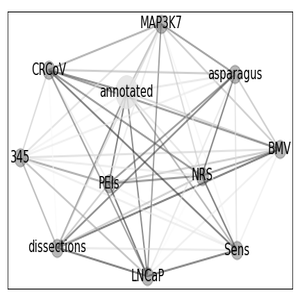 MAP3K7
CRCoV
asparagus
annotated
BMV
345
NRS
PEIs
dissections
Sens
LNCaP